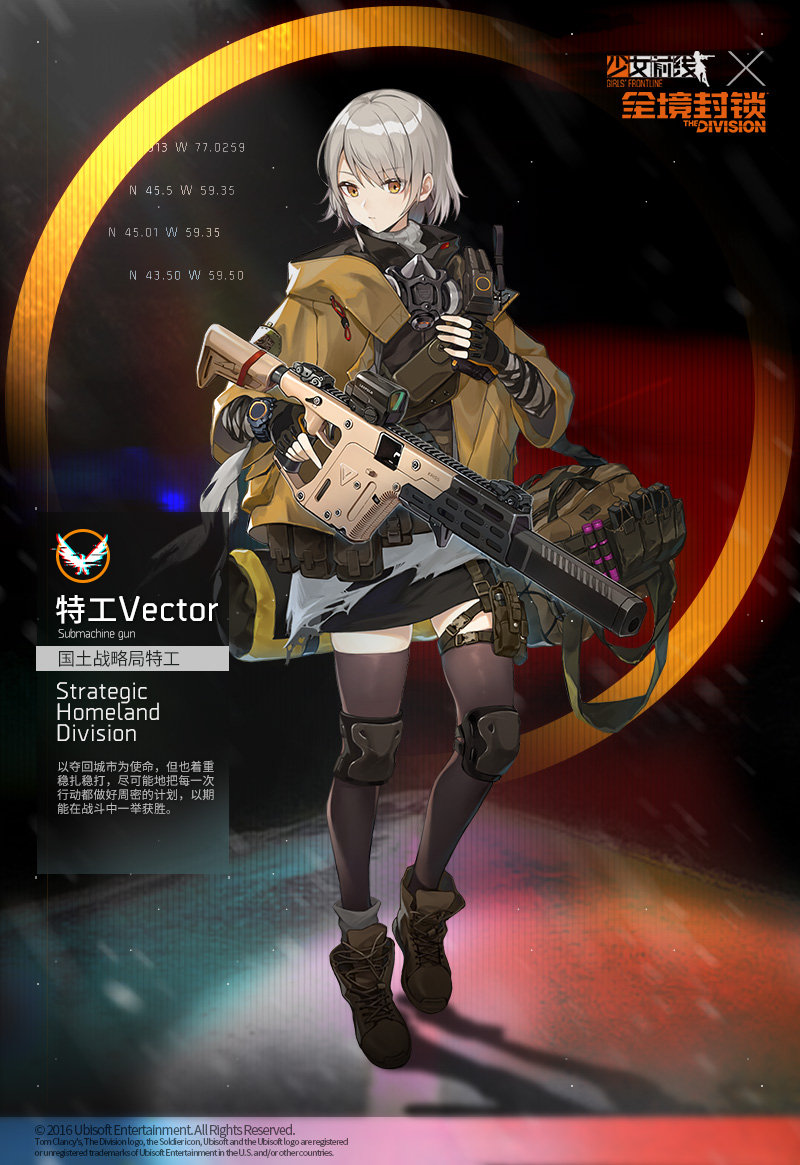 少女前线
GIRLS' FRONTLINE
全境封锁
THE DIVISION
313 W 77.0259
N 45.5 W 59.35
N 45.01 W 59.35
N 43.50 W 59.50
特工Vector
Submachine gun
国土战略局特工
Strategic
Homeland
Division
以夺回城市为使命，但也着重
稳扎稳打，尽可能地把每一次
行动都做好周密的计划，以期
能在战斗中一举获胜。
© 2016 Ubisoft Entertainment. All Rights Reserved.
Tom Clancy's, The Division logo, the Soldier icon, Ubisoft and the Ubisoft logo are registered
or unregistered trademarks of Ubisoft Entertainment in the U.S. and/or other countries.